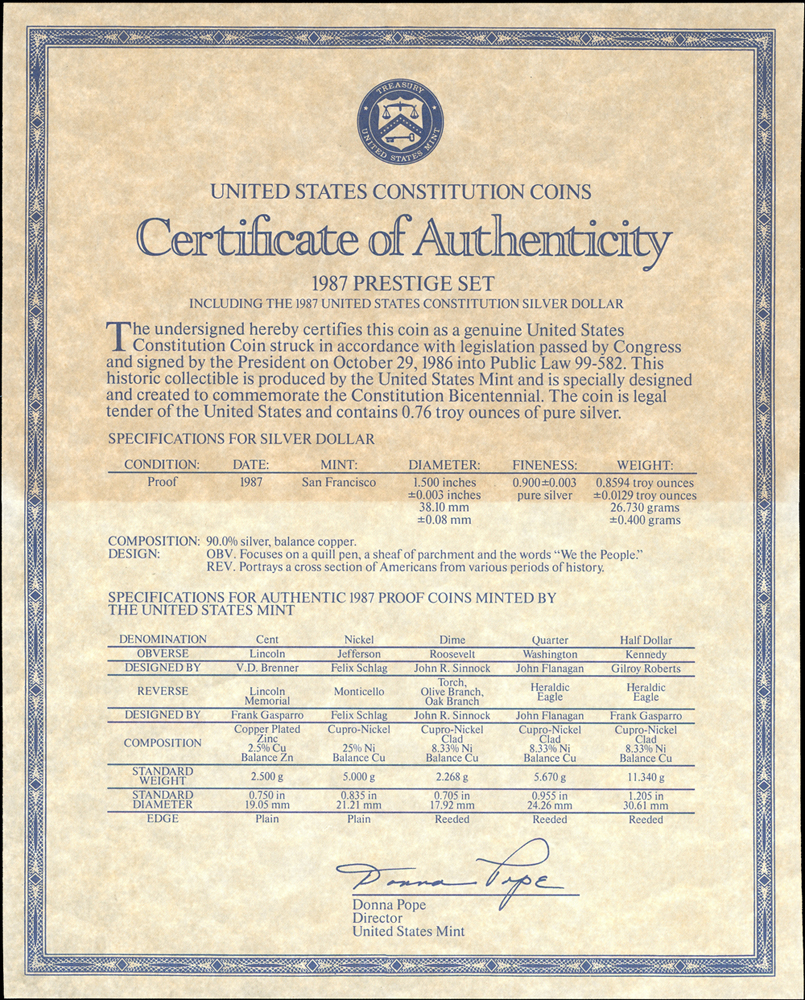 TREASURY
UNITED STATES MINT
UNITED STATES CONSTITUTION COINS
Certificate of Authenticity
1987 PRESTIGE SET
INCLUDING THE 1987 UNITED STATES CONSTITUTION SILVER DOLLAR
The undersigned hereby certifies this coin as a genuine United States
Constitution Coin struck in accordance with legislation passed by Congress
and signed by the President on October 29, 1986 into Public Law 99-582. This
historic collectible is produced by the United States Mint and is specially designed
and created to commemorate the Constitution Bicentennial. The coin is legal
tender of the United States and contains 0.76 troy ounces of pure silver.
SPECIFICATIONS FOR SILVER DOLLAR
CONDITION: DATE: MINT: DIAMETER: FINENESS: WEIGHT:
Proof 1987 San Francisco 1.500 inches 0.900±0.003 0.8594 troy ounces
±0.003 inches pure silver ±0.0129 troy ounces
38.10 mm 26.730 grams
±0.08 mm ±0.400 grams
COMPOSITION: 90.0% silver, balance copper.
DESIGN: OBV. Focuses on a quill pen, a sheaf of parchment and the words “We the People.”
REV. Portrays a cross section of Americans from various periods of history.
SPECIFICATIONS FOR AUTHENTIC 1987 PROOF COINS MINTED BY
THE UNITED STATES MINT
DENOMINATION Cent Nickel Dime Quarter Half Dollar
OBVERSE Lincoln Jefferson Roosevelt Washington Kennedy
DESIGNED BY V.D. Brenner Felix Schlag John R. Sinnock John Flanagan Gilroy Roberts
REVERSE Lincoln Memorial Monticello Torch, Olive Branch, Oak Branch Heraldic Eagle Heraldic Eagle
DESIGNED BY Frank Gasparro Felix Schlag John R. Sinnock John Flanagan Frank Gasparro
COMPOSITION Copper Plated Zinc 2.5% Cu Balance Zn Cupro-Nickel 25% Ni Balance Cu Cupro-Nickel Clad 8.33% Ni Balance Cu Cupro-Nickel Clad 8.33% Ni Balance Cu Cupro-Nickel Clad 8.33% Ni Balance Cu
STANDARD WEIGHT 2.500 g 5.000 g 2.268 g 5.670 g 11.340 g
STANDARD DIAMETER 0.750 in 19.05 mm 0.835 in 21.21 mm 0.705 in 17.92 mm 0.955 in 24.26 mm 1.205 in 30.61 mm
EDGE Plain Plain Reeded Reeded Reeded
Donna Pope
Donna Pope
Director
United States Mint